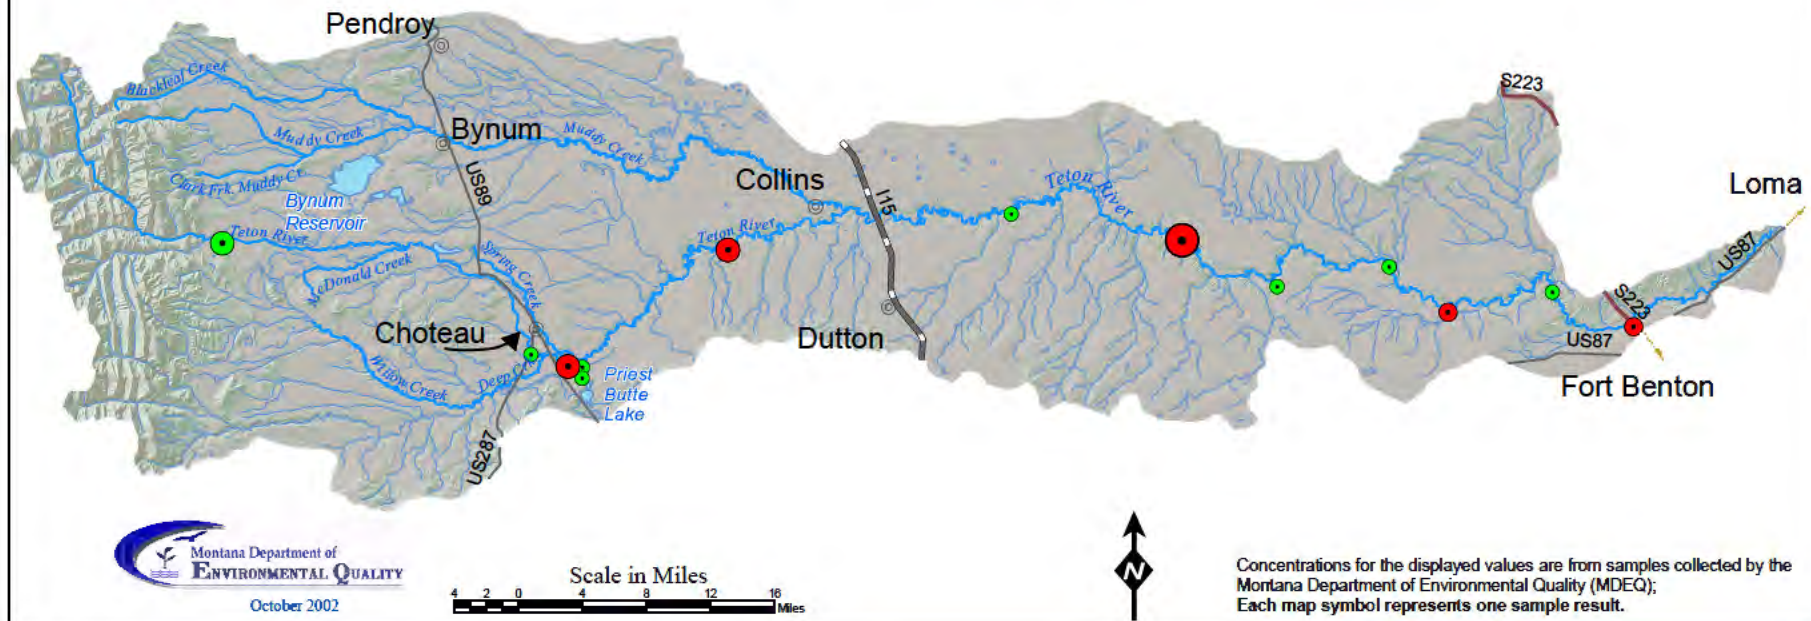 Pendroy
S223
Blackleaf Creek
Muddy Creek
Bynum
Muddy Creek
Clark Frk. Muddy Cr.
US89
Bynum
Reservoir
Collins
I15
Teton River
Loma
Teton River
Teton River
Spring Creek
McDonald Creek
US87
S223
Choteau
Dutton
US87
Deep Cre
Willow Creek
Priest
Butte
Lake
Fort Benton
US287
Montana Department of
ENVIRONMENTAL QUALITY
October 2002
Scale in Miles
4 2 0 4 8 12 16
Miles
N
Concentrations for the displayed values are from samples collected by the
Montana Department of Environmental Quality (MDEQ);
Each map symbol represents one sample result.